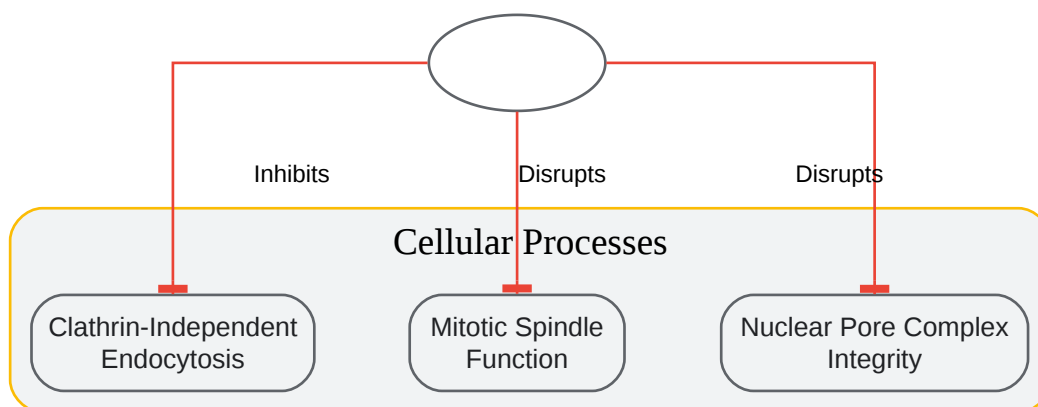 Inhibits
Disrupts
Disrupts
Cellular Processes
Clathrin-Independent
Endocytosis
Mitotic Spindle
Function
Nuclear Pore Complex
Integrity